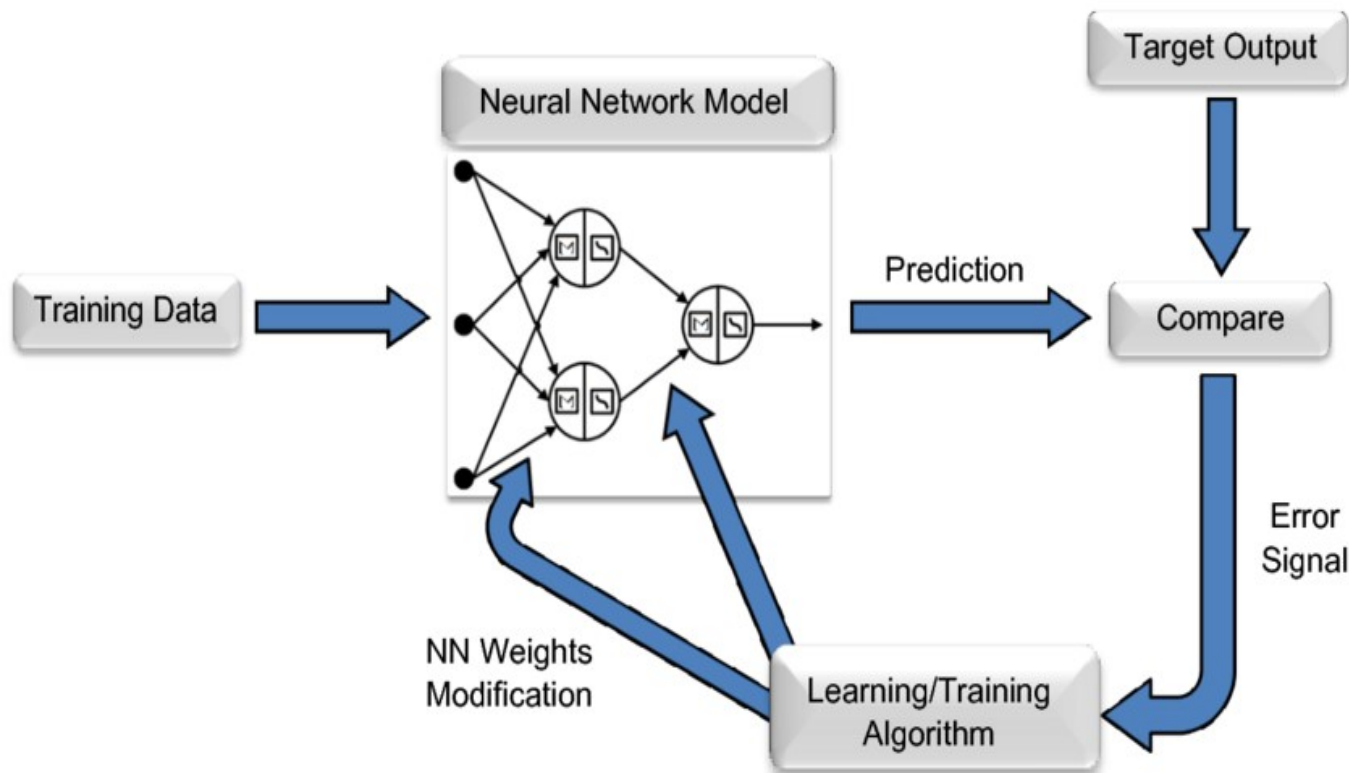 Target Output
Neural Network Model
Training Data
Prediction
Compare
Error
Signal
NN Weights
Modification
Learning/Training
Algorithm